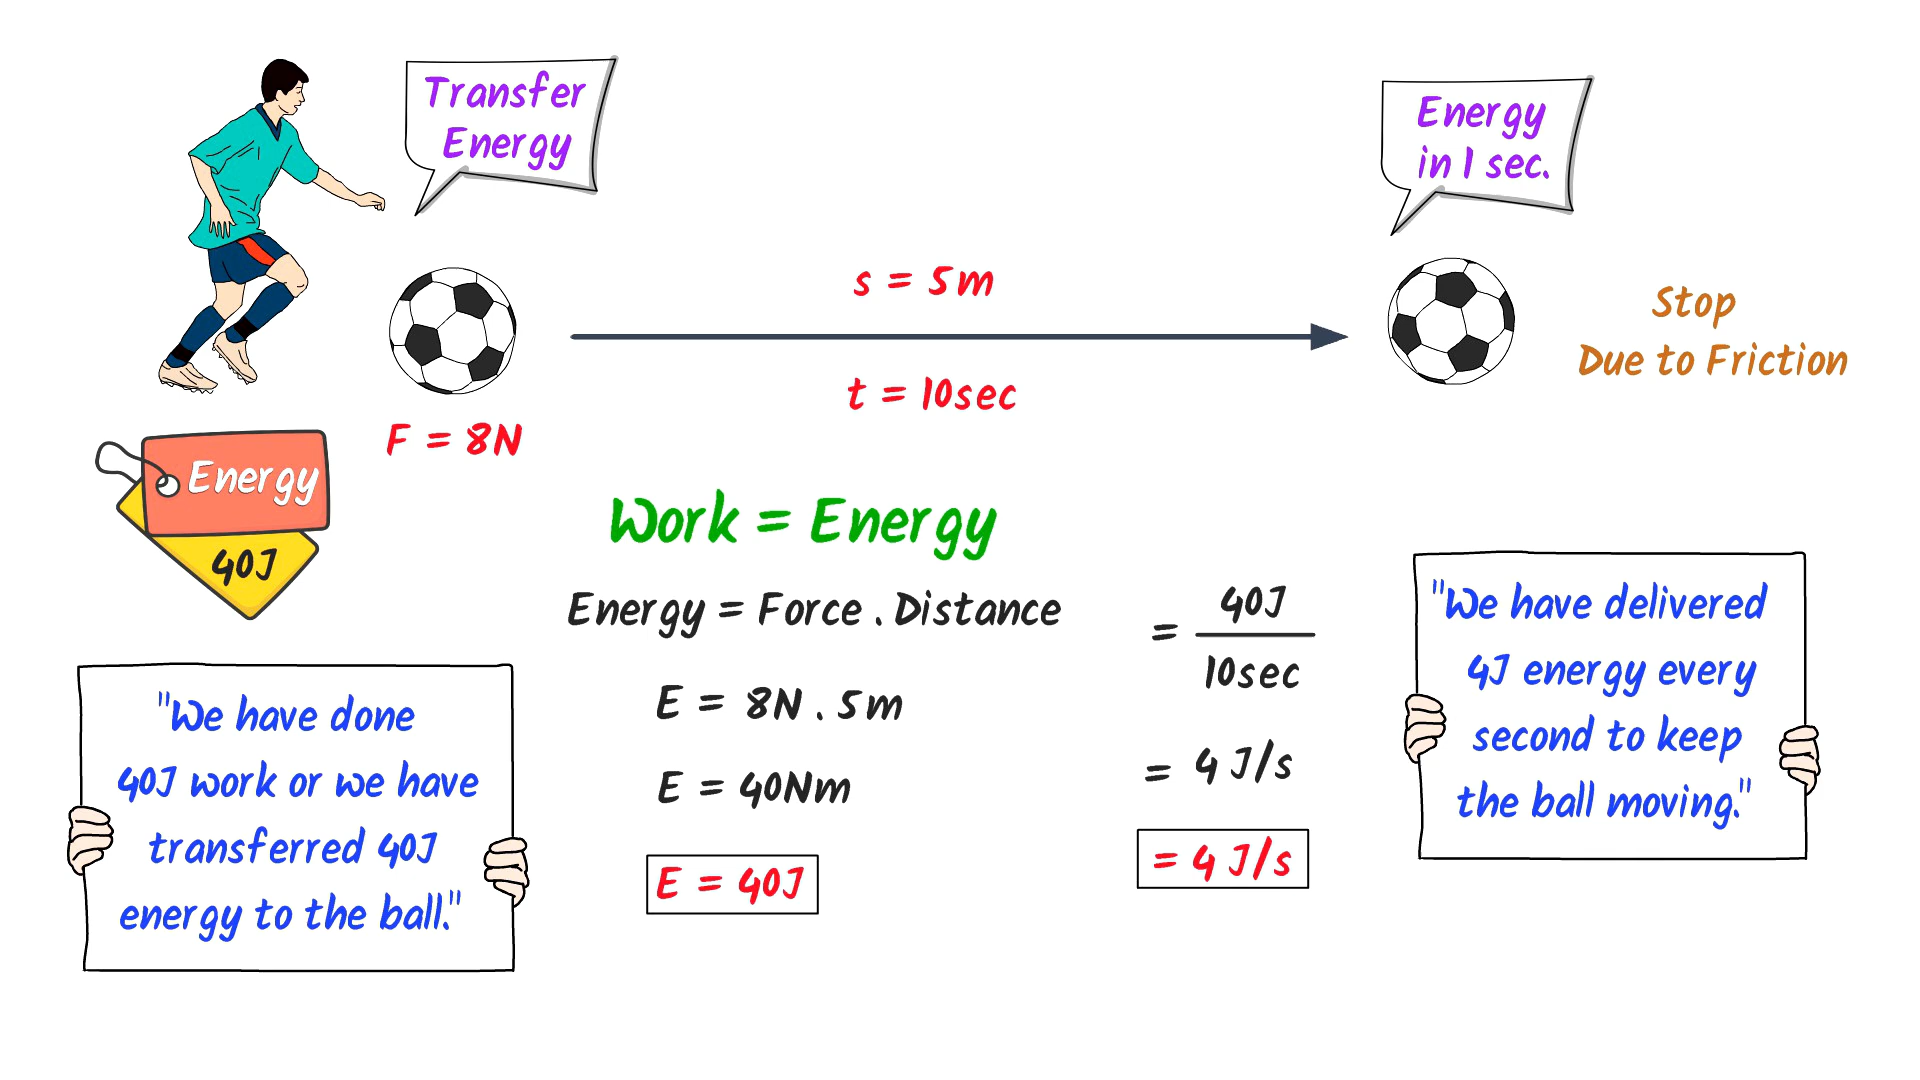 Transfer
Energy
Energy
in 1 sec.
s = 5m
t = 10sec
Stop
Due to Friction
F = 8N
Energy
40J
Work = Energy
Energy = Force . Distance
E = 8N . 5m
E = 40Nm
E = 40J
= 40J
10sec
= 4 J/s
= 4 J/s
"We have done
40J work or we have
transferred 40J
energy to the ball."
"We have delivered
4J energy every
second to keep
the ball moving."